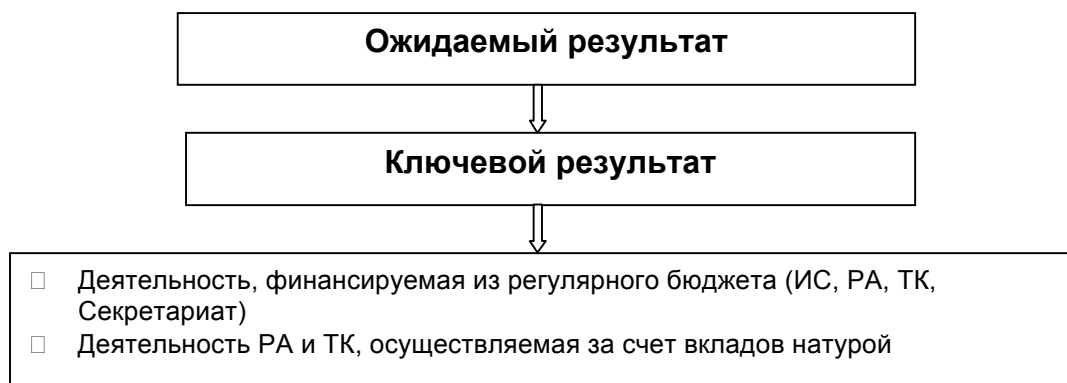 Ожидаемый результат
Ключевой результат
Деятельность, финансируемая из регулярного бюджета (ИС, РА, ТК,
Секретариат)
Деятельность РА и ТК, осуществляемая за счет вкладов натурой